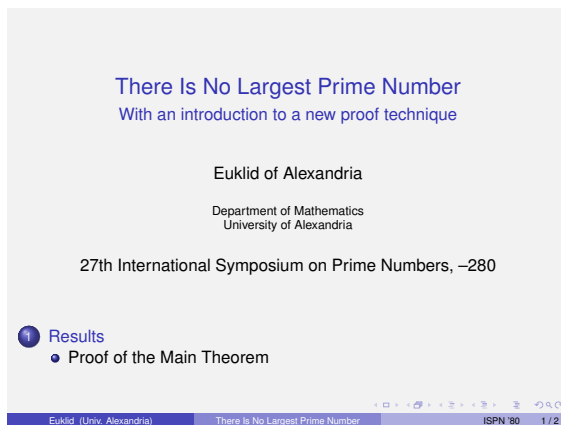 There Is No Largest Prime Number
With an introduction to a new proof technique
Euklid of Alexandria
Department of Mathematics
University of Alexandria
27th International Symposium on Prime Numbers, –280
1 Results
Proof of the Main Theorem
Euklid (Univ. Alexandria) There Is No Largest Prime Number ISPN '80 1 / 2